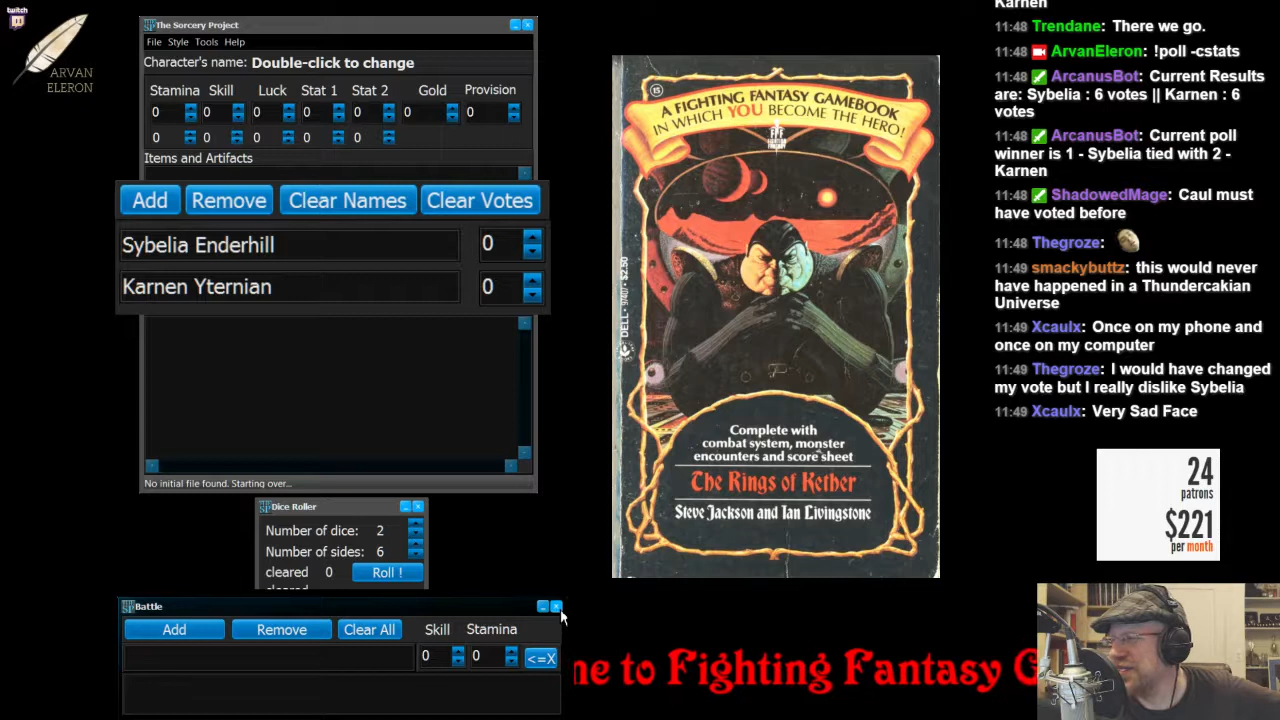 twitch
ARVAN
ELERON
The Sorcery Project
File Style Tools Help
Character's name: Double-click to change
Stamina Skill Luck Stat 1 Stat 2 Gold Provision
0 0 0 0 0 0 0
0 0 0 0 0
Items and Artifacts
Add Remove Clear Names Clear Votes
Sybelia Enderhill 0
Karnen Yternian 0
No initial file found. Starting over...
Dice Roller
Number of dice: 2
Number of sides: 6
cleared 0 Roll !
Battle
Add Remove Clear All Skill Stamina
0 0 <=X
15
A FIGHTING FANTASY GAMEBOOK
IN WHICH YOU BECOME THE HERO!
DELL • 97407 • $2.50
Complete with
combat system, monster
encounters and score sheet
The Rings of Kether
Steve Jackson and Ian Livingstone
me to Fighting Fantasy G
Karnen
11:48 Trendane: There we go.
11:48 ArvanEleron: !poll -cstats
11:48 ArcanusBot: Current Results
are: Sybelia : 6 votes || Karnen : 6
votes
11:48 ArcanusBot: Current poll
winner is 1 - Sybelia tied with 2 -
Karnen
11:48 ShadowedMage: Caul must
have voted before
11:48 Thegroze:
11:49 smackybuttz: this would never
have happened in a Thundercakian
Universe
11:49 Xcaulx: Once on my phone and
once on my computer
11:49 Thegroze: I would have changed
my vote but I really dislike Sybelia
11:49 Xcaulx: Very Sad Face
24
patrons
$221
per month